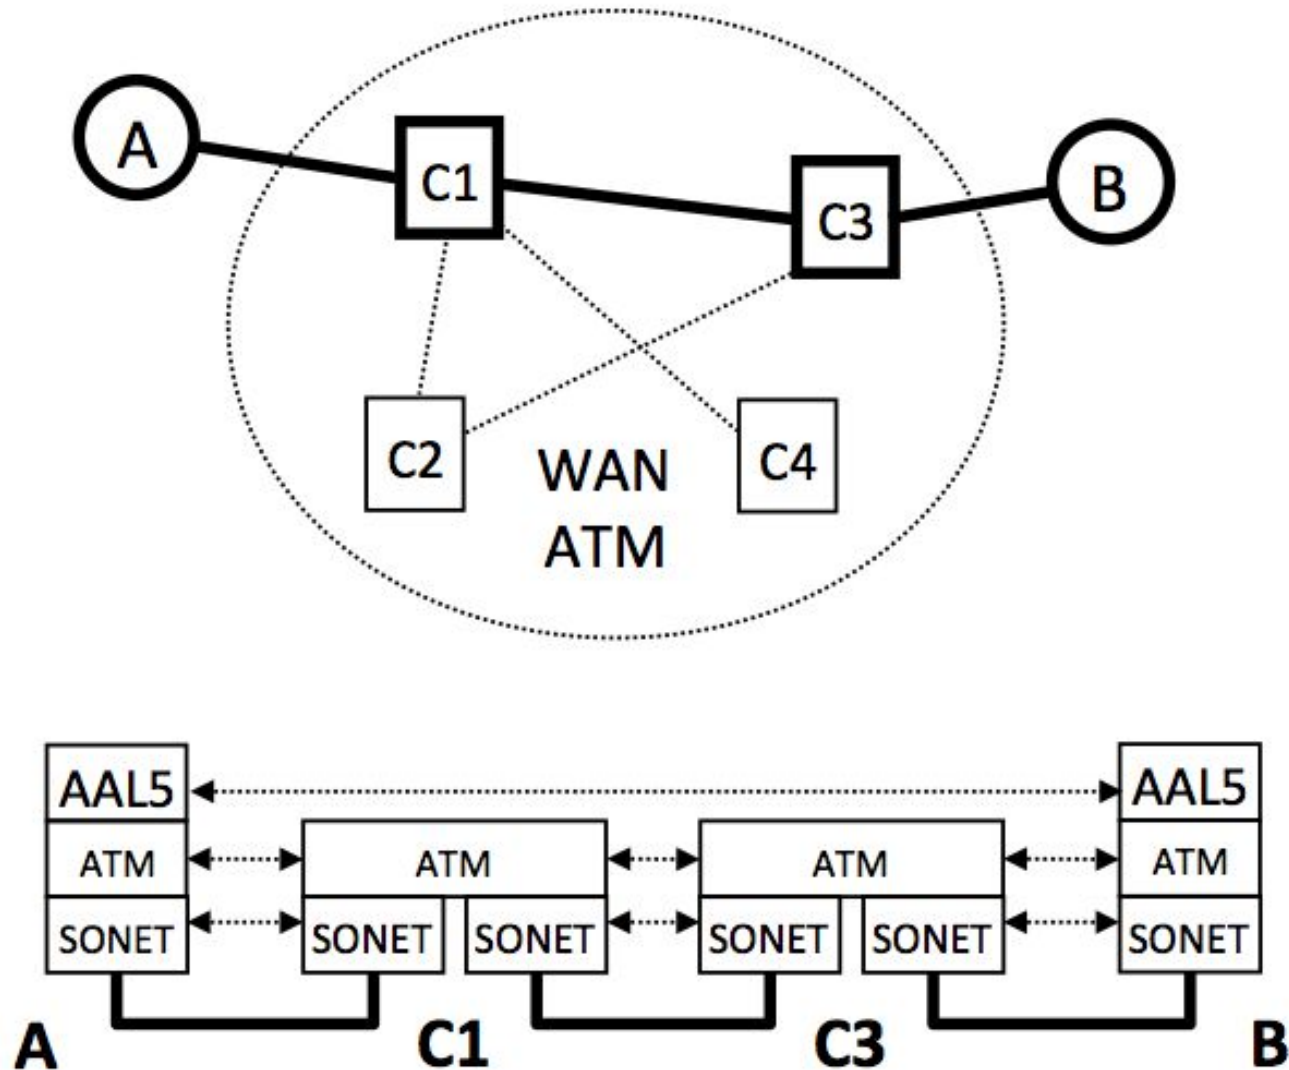 A
C1
C3
B
C2
WAN
ATM
C4
AAL5
AAL5
ATM
ATM
ATM
ATM
SONET
SONET
SONET
SONET
SONET
SONET
A
C1
C3
B